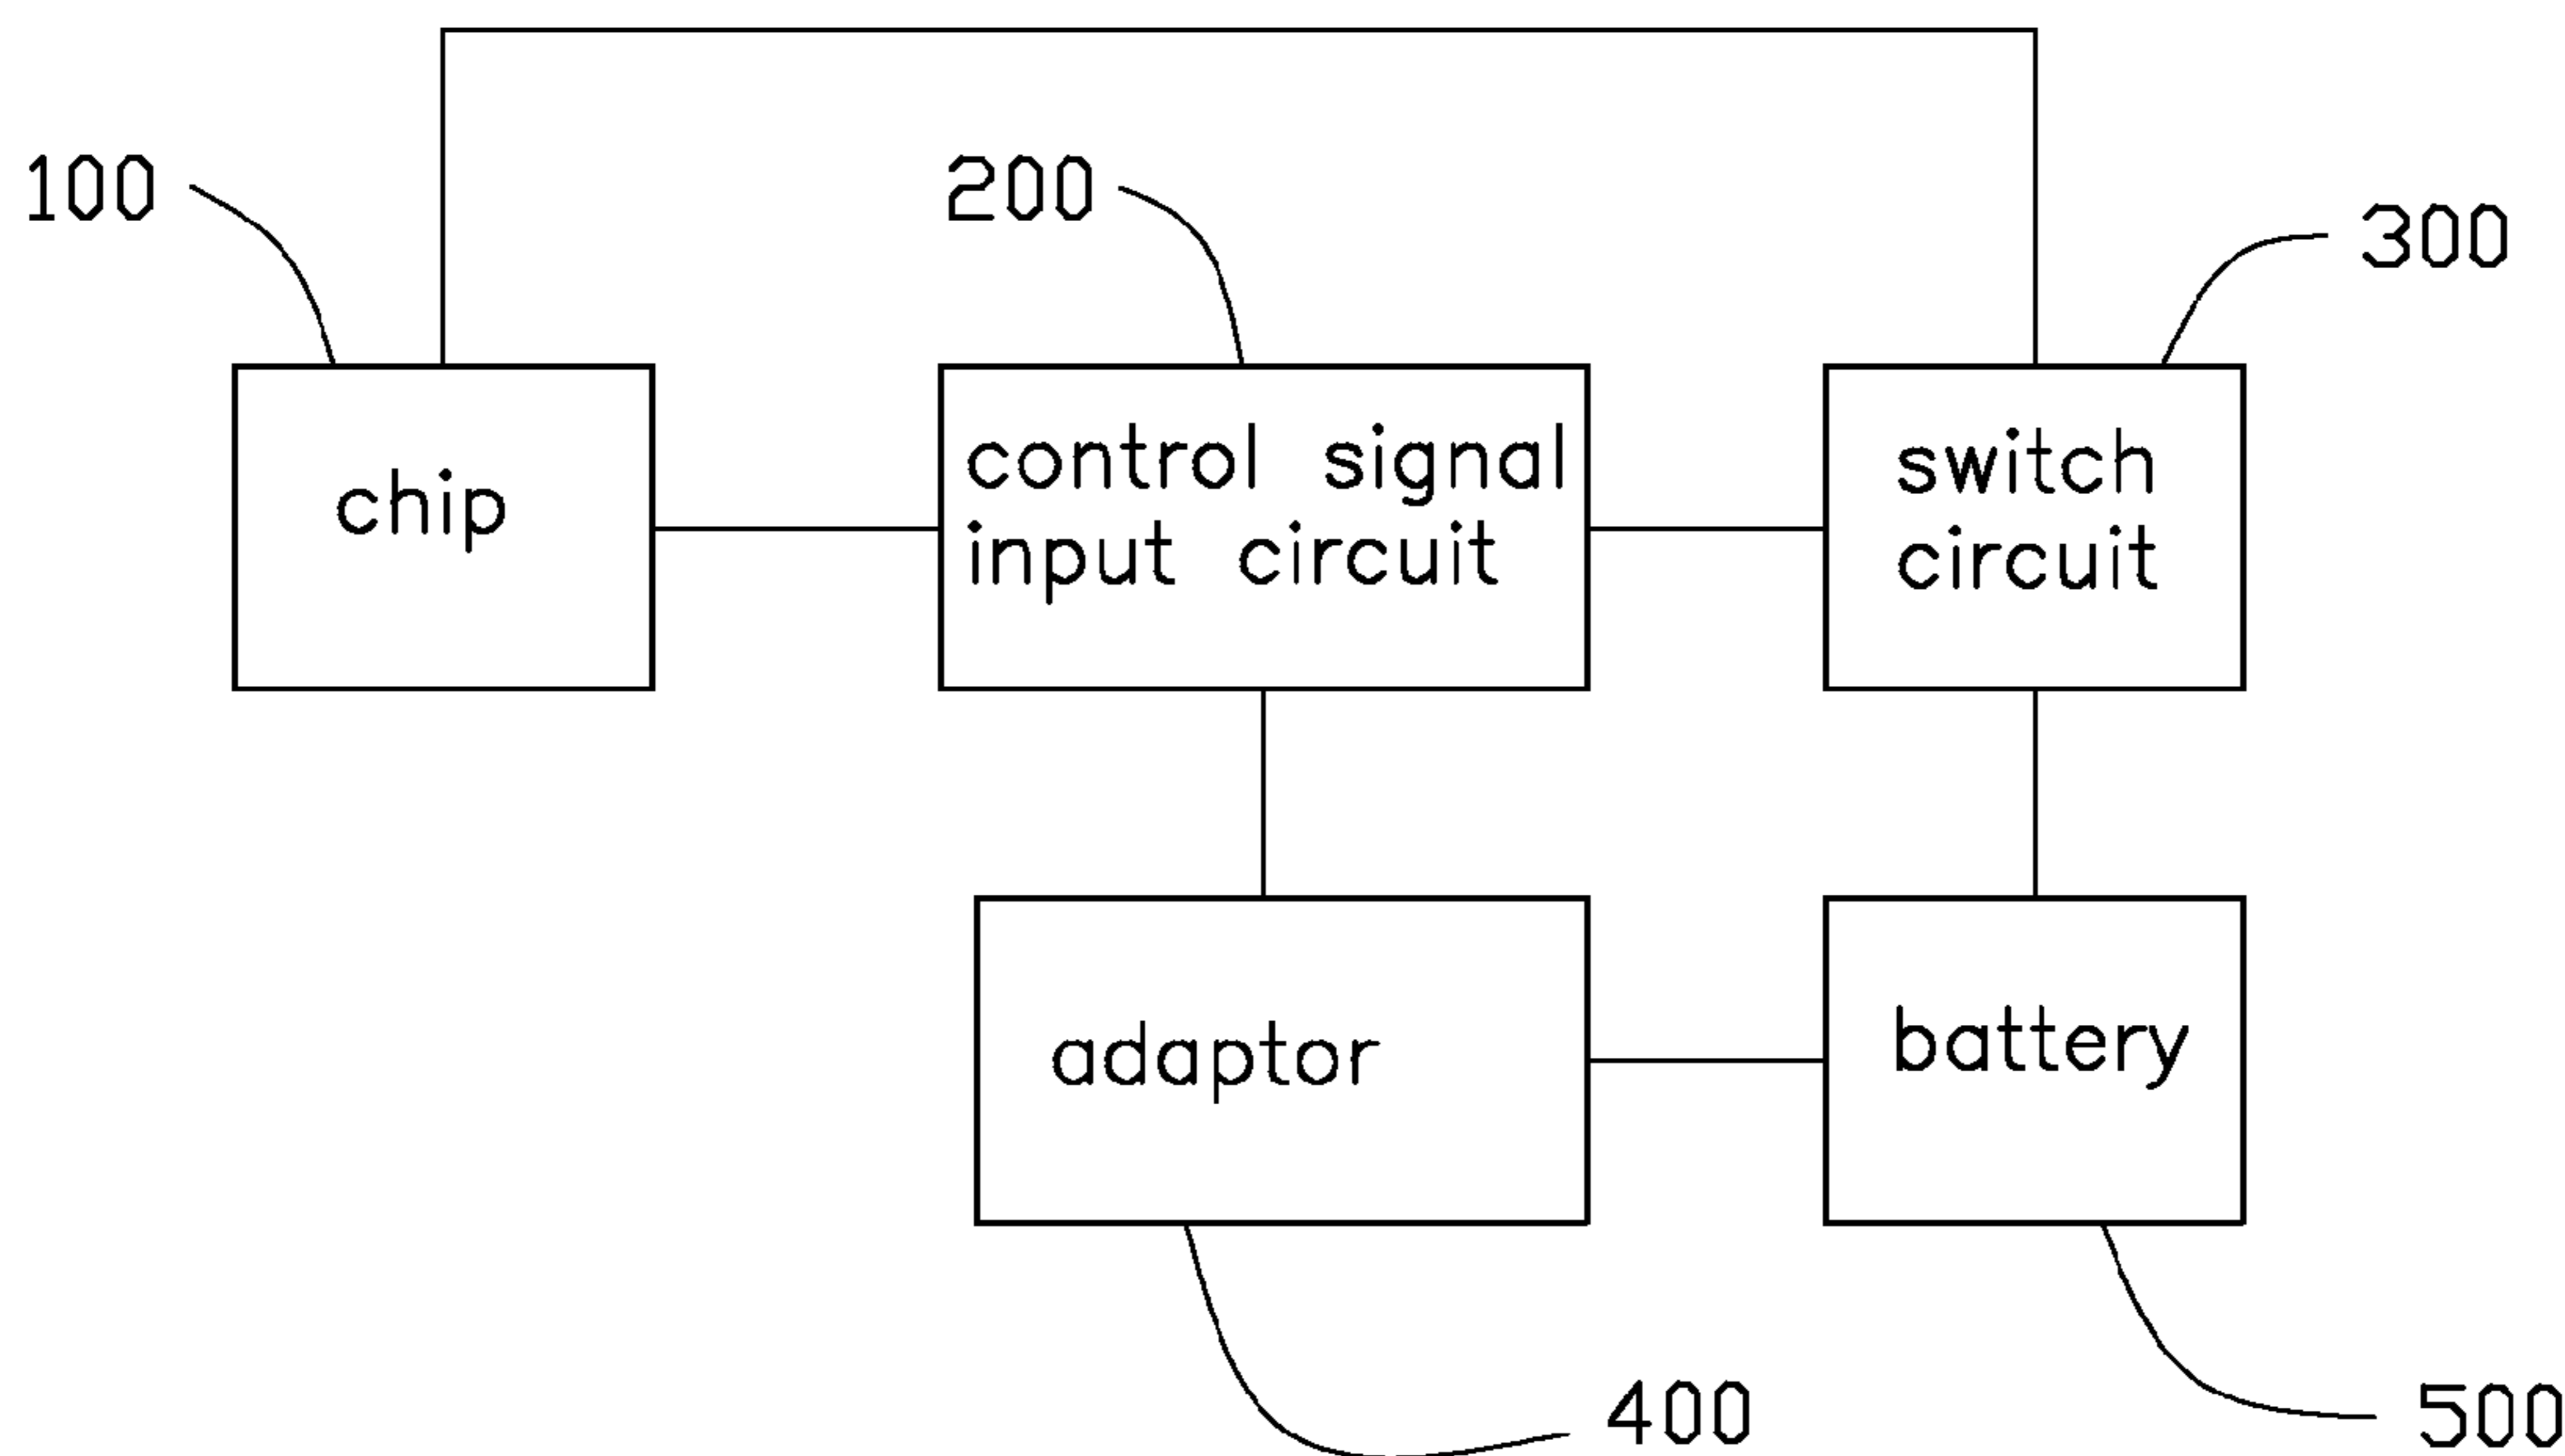 100
200
300
chip
control signal
input circuit
switch
circuit
adaptor
battery
400
500